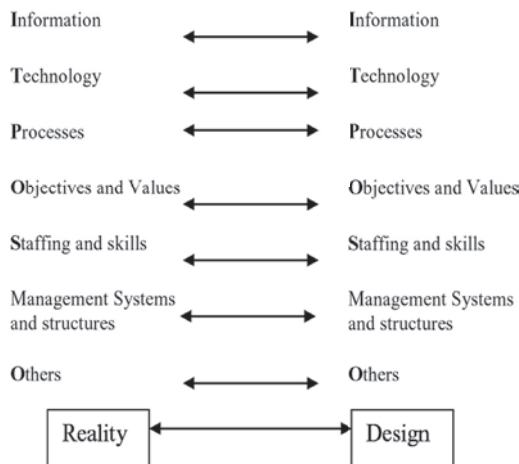 Information Information
Technology Technology
Processes Processes
Objectives and Values Objectives and Values
Staffing and skills Staffing and skills
Management Systems Management Systems
and structures and structures
Others Others
Reality Design